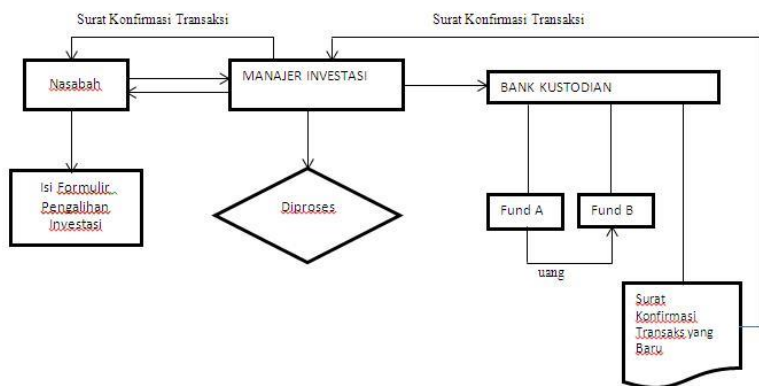 Surat Konfirmasi Transaksi
Surat Konfirmasi Transaksi
Nasabah
MANAJER INVESTASI
BANK KUSTODIAN
Isi Formulir
Pengalihan
Investasi
Diproses
Fund A
Fund B
uang
Surat
Konfirmasi
Transaks yang
Baru